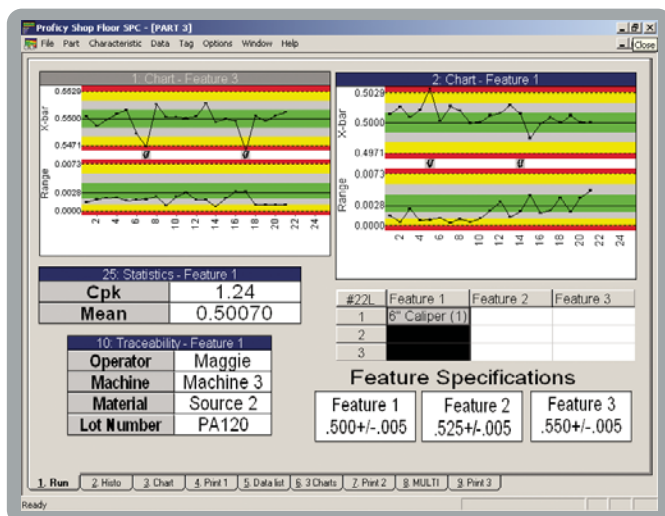 Proficy Shop Floor SPC - [PART 3]
File Part Characteristic Data Tag Options Window Help
Close
1: Chart - Feature 3
X-bar
0.5629
0.5500
0.5471
Range
0.0073
0.0028
0.0000
2 4 6 8 10 12 14 16 18 20 22 24
2: Chart - Feature 1
X-bar
0.5029
0.5000
0.4971
Range
0.0073
0.0028
0.0000
2 4 6 8 10 12 14 16 18 20 22 24
25: Statistics - Feature 1
Cpk 1.24
Mean 0.50070
10: Traceability - Feature 1
Operator Maggie
Machine Machine 3
Material Source 2
Lot Number PA120
#22L Feature 1 Feature 2 Feature 3
1 6" Caliper (1)
2
3
Feature Specifications
Feature 1 Feature 2 Feature 3
.500+/-.005 .525+/-.005 .550+/-.005
1. Run 2. Histo 3. Chart 4. Print 1 5. Data list 6. 3 Charts 7. Print 2 8. MULTI 9. Print 3
Ready